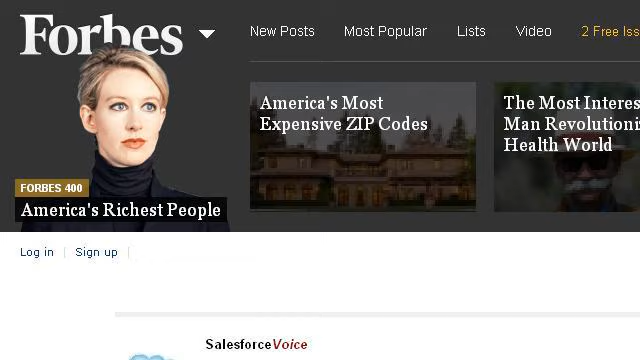 Forbes
New Posts
Most Popular
Lists
Video
2 Free Iss
America's Most
Expensive ZIP Codes
The Most Interes
Man Revolutioni
Health World
FORBES 400
America's Richest People
Log in
Sign up
SalesforceVoice